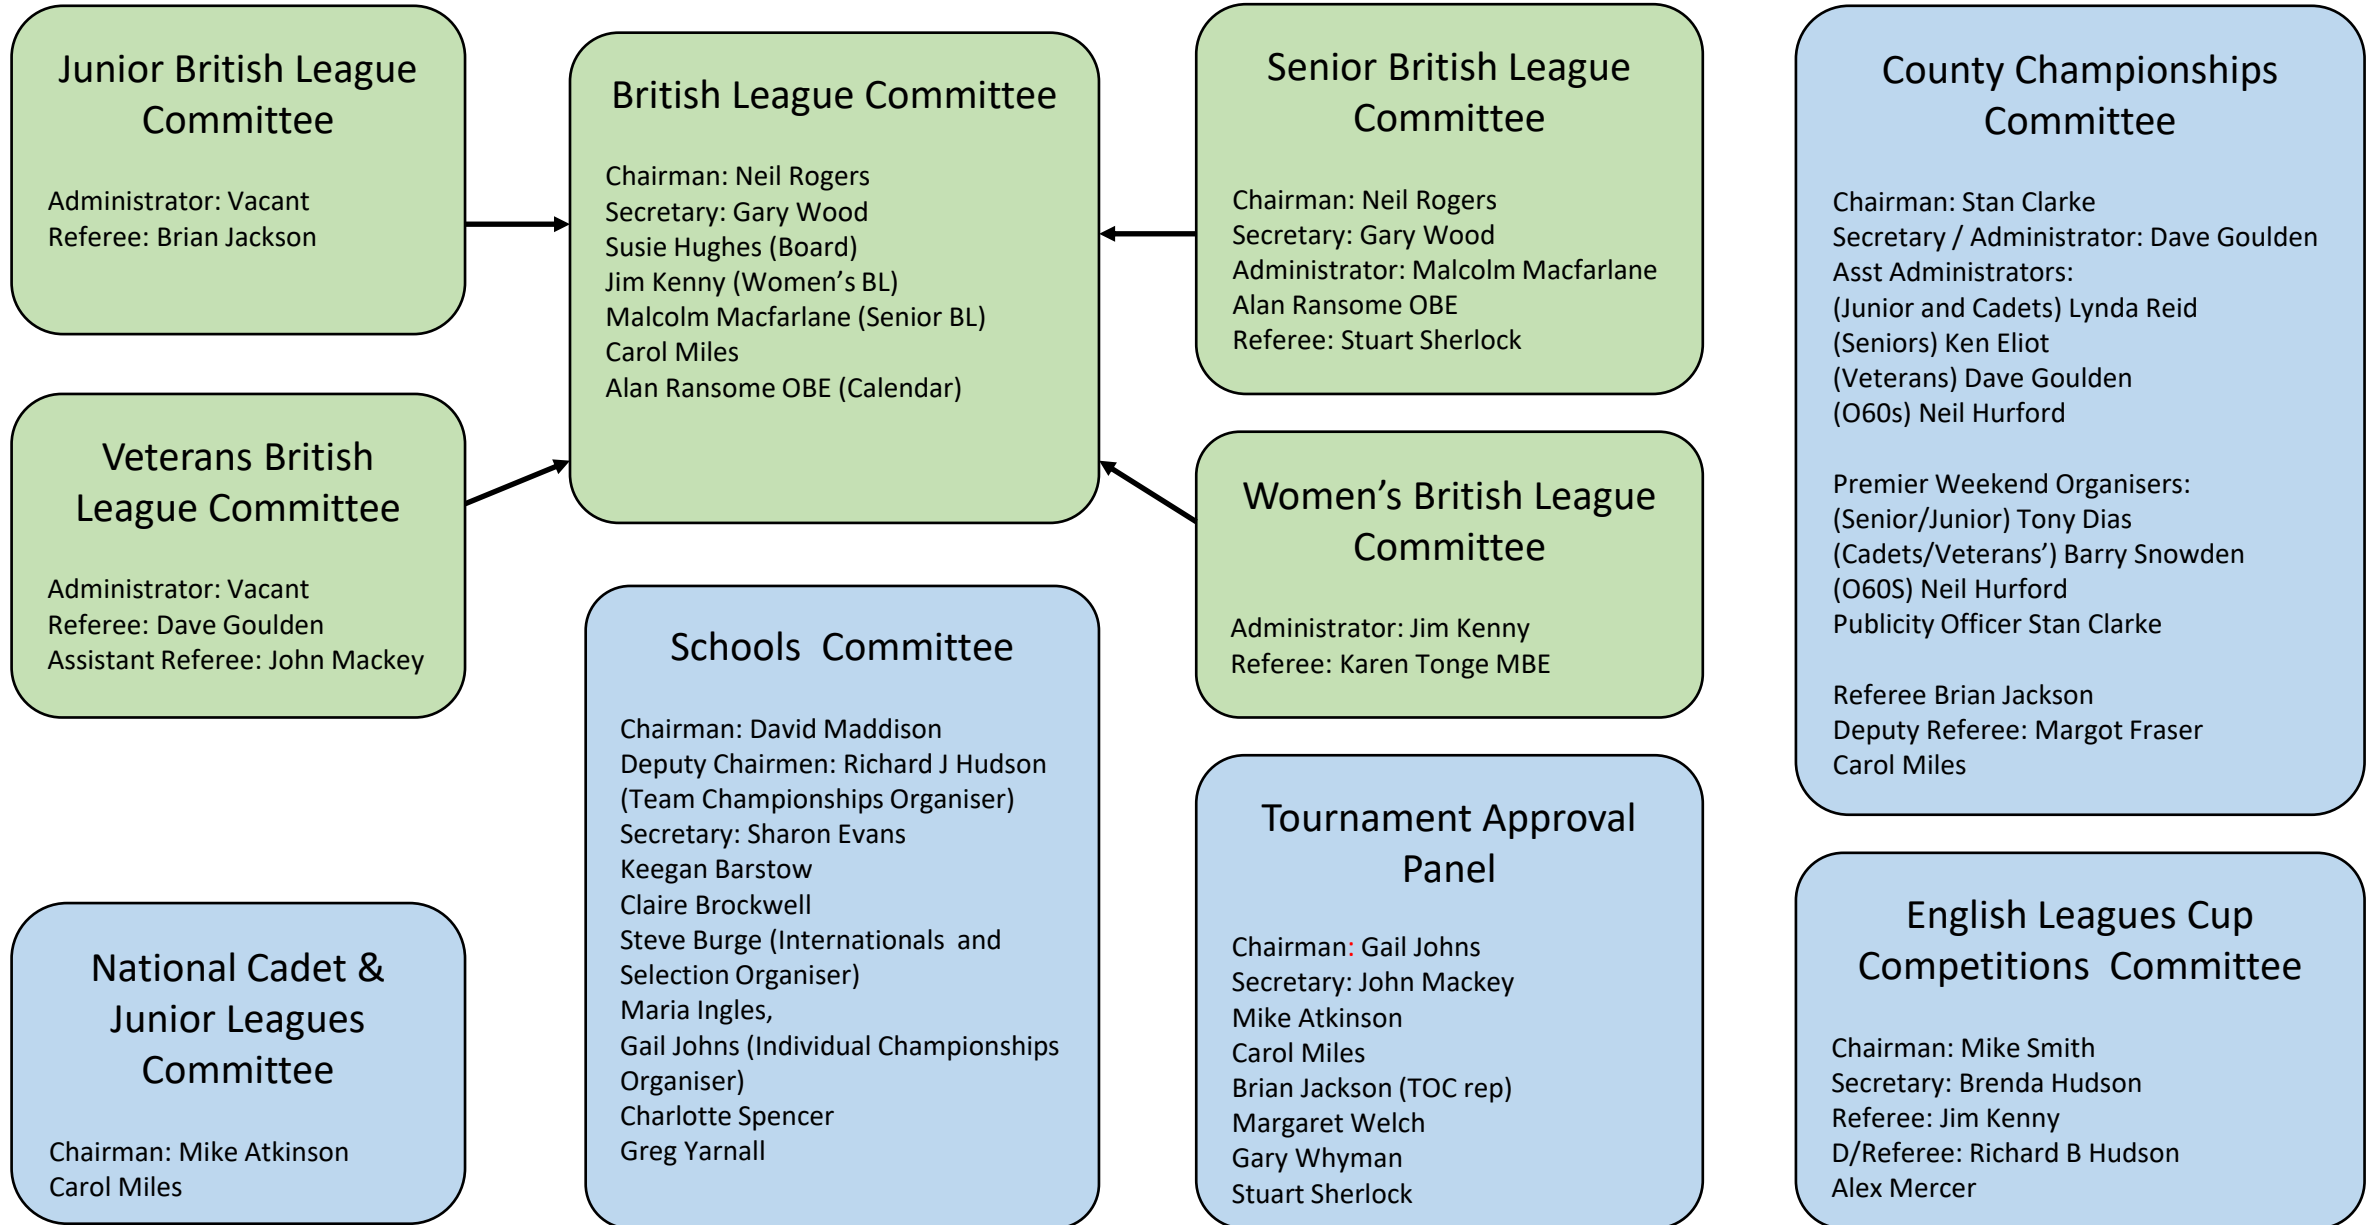 Junior British League
Committee
Administrator: Vacant
Referee: Brian Jackson
Veterans British
League Committee
Administrator: Vacant
Referee: Dave Goulden
Assistant Referee: John Mackey
National Cadet &
Junior Leagues
Committee
Chairman: Mike Atkinson
Carol Miles
British League Committee
Chairman: Neil Rogers
Secretary: Gary Wood
Susie Hughes (Board)
Jim Kenny (Women’s BL)
Malcolm Macfarlane (Senior BL)
Carol Miles
Alan Ransome OBE (Calendar)
Schools  Committee
Chairman: David Maddison
Deputy Chairmen: Richard J Hudson
(Team Championships Organiser)
Secretary: Sharon Evans
Keegan Barstow
Claire Brockwell
Steve Burge (Internationals  and
Selection Organiser)
Maria Ingles,
Gail Johns (Individual Championships
Organiser)
Charlotte Spencer
Greg Yarnall
Senior British League
Committee
Chairman: Neil Rogers
Secretary: Gary Wood
Administrator: Malcolm Macfarlane
Alan Ransome OBE
Referee: Stuart Sherlock
Women’s British League
Committee
Administrator: Jim Kenny
Referee: Karen Tonge MBE
Tournament Approval
Panel
Chairman: Gail Johns
Secretary: John Mackey
Mike Atkinson
Carol Miles
Brian Jackson (TOC rep)
Margaret Welch
Gary Whyman
Stuart Sherlock
County Championships
Committee
Chairman: Stan Clarke
Secretary / Administrator: Dave Goulden
Asst Administrators:
(Junior and Cadets) Lynda Reid
(Seniors) Ken Eliot
(Veterans) Dave Goulden
(O60s) Neil Hurford
Premier Weekend Organisers:
(Senior/Junior) Tony Dias
(Cadets/Veterans’) Barry Snowden
(O60S) Neil Hurford
Publicity Officer Stan Clarke
Referee Brian Jackson
Deputy Referee: Margot Fraser
Carol Miles
English Leagues Cup
Competitions  Committee
Chairman: Mike Smith
Secretary: Brenda Hudson
Referee: Jim Kenny
D/Referee: Richard B Hudson
Alex Mercer